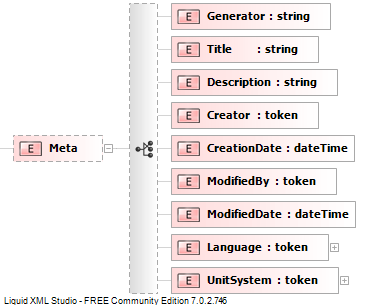 E Generator : string
E Title : string
E Description : string
E Creator : token
E Meta
E CreationDate : dateTime
E ModifiedBy : token
E ModifiedDate : dateTime
E Language : token
E UnitSystem : token
Liquid XML Studio - FREE Community Edition 7.0.2.746